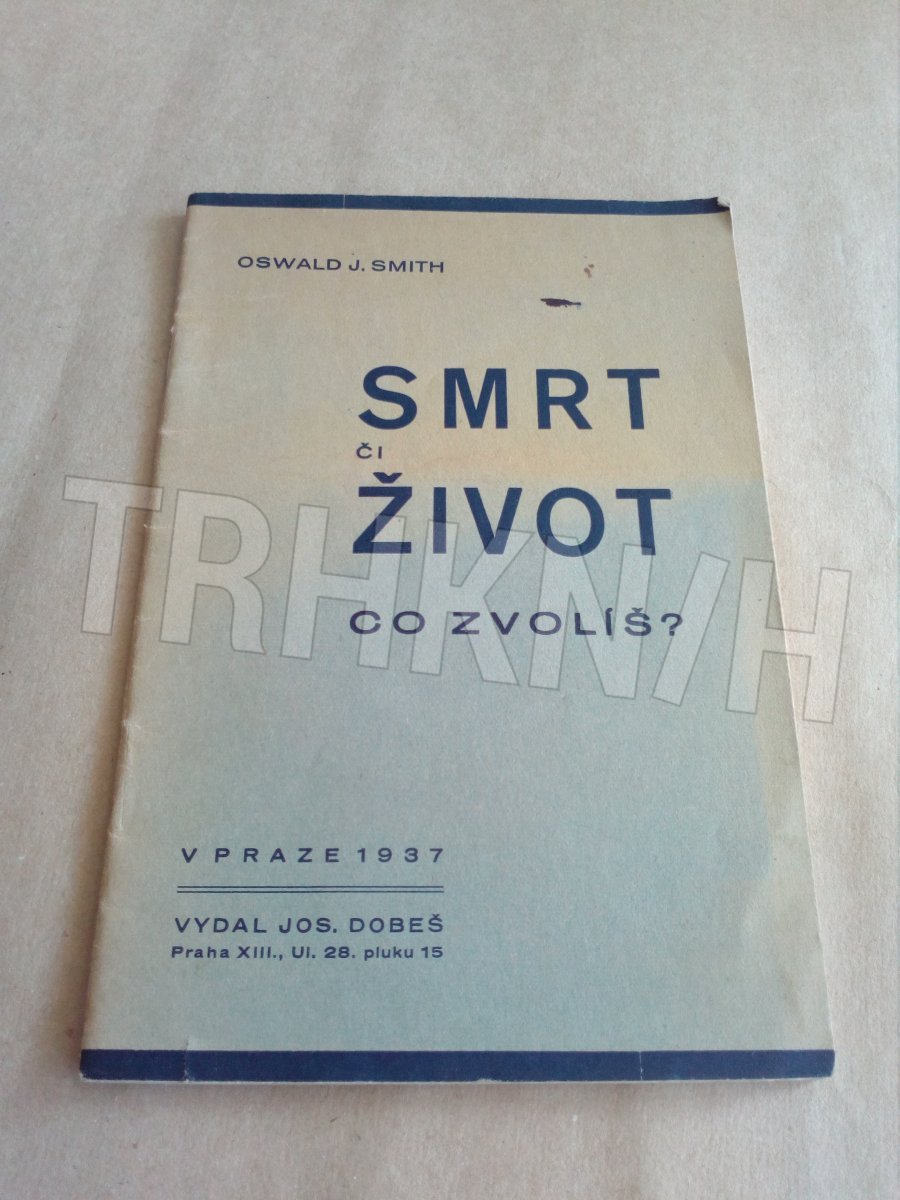 OSWALD J. SMITH
SMRT
ČI
ŽIVOT
CO ZVOLÍŠ?
TRHKNIH
V PRAZE 1937
VYDAL JOS. DOBEŠ
Praha XIII., Ul. 28. pluku 15